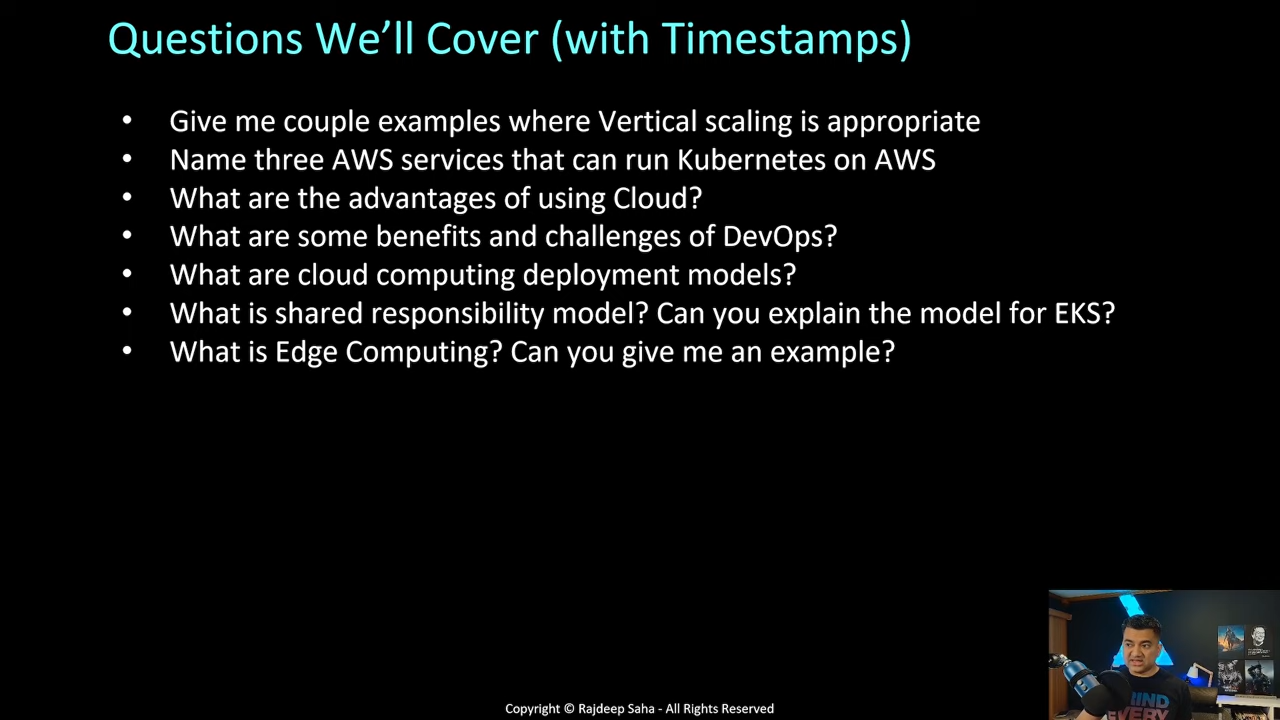 Questions We’ll Cover (with Timestamps)
• Give me couple examples where Vertical scaling is appropriate
• Name three AWS services that can run Kubernetes on AWS
• What are the advantages of using Cloud?
• What are some benefits and challenges of DevOps?
• What are cloud computing deployment models?
• What is shared responsibility model? Can you explain the model for EKS?
• What is Edge Computing? Can you give me an example?
EVERY
Copyright © Rajdeep Saha - All Rights Reserved